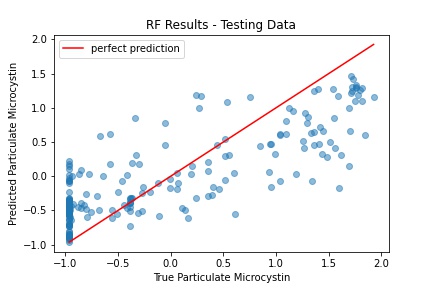 RF Results - Testing Data
perfect prediction
Predicted Particulate Microcystin
2.0
1.5
1.0
0.5
0.0
−0.5
−1.0
−1.0 −0.5 0.0 0.5 1.0 1.5 2.0
True Particulate Microcystin